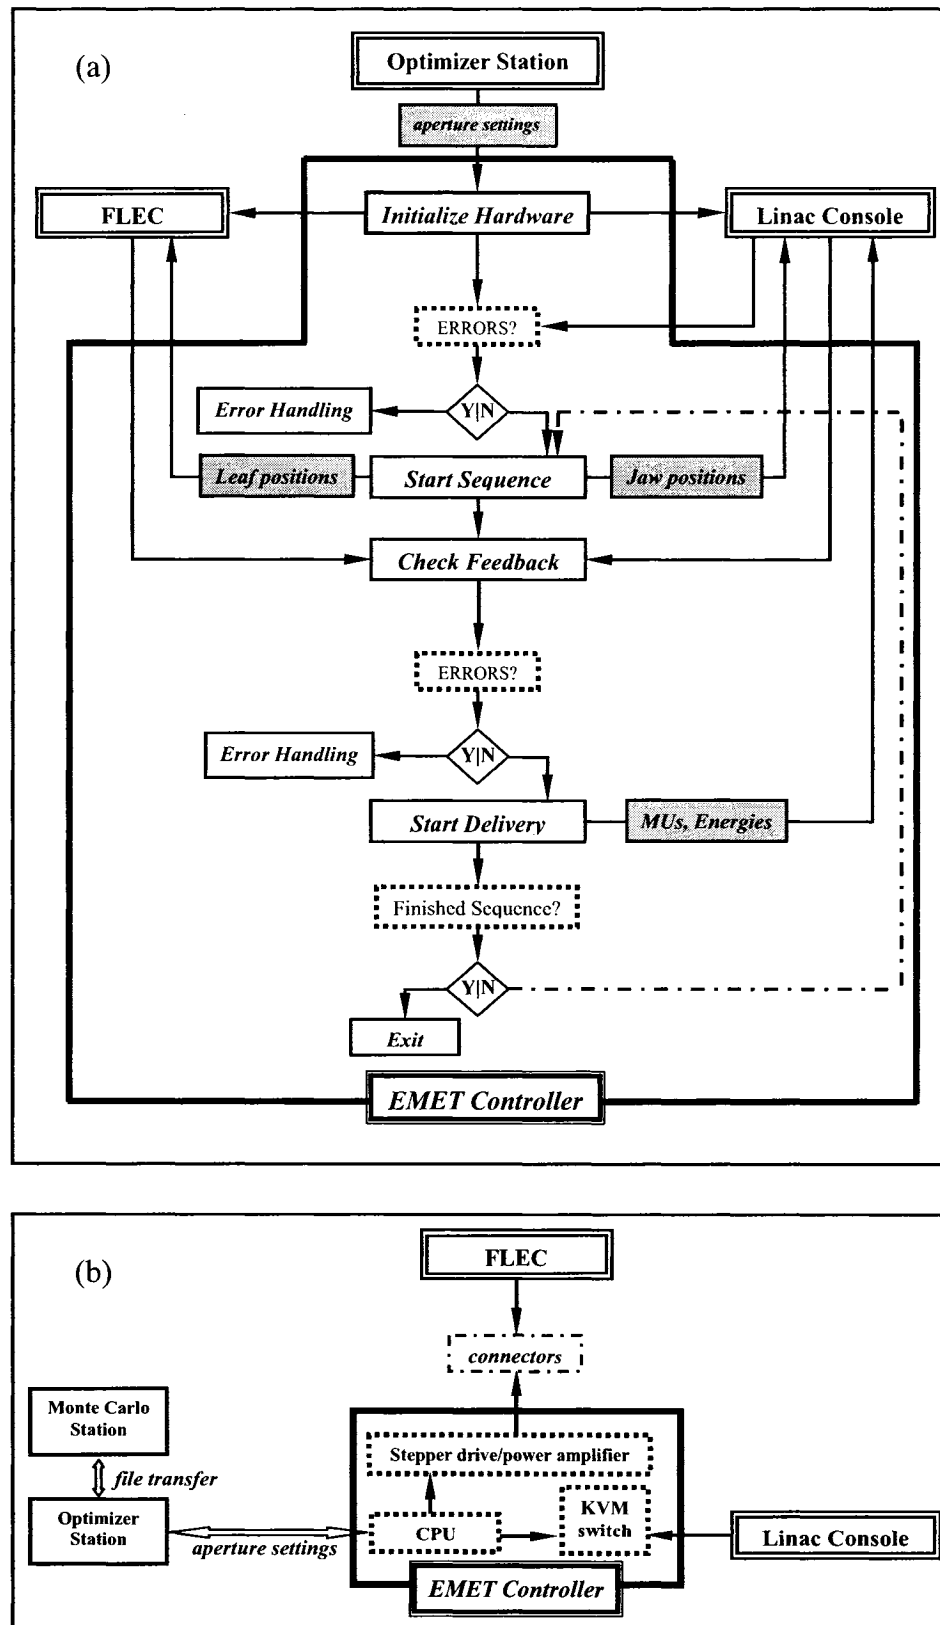 (a)
Optimizer Station
aperture settings
FLEC
Initialize Hardware
Linac Console
ERRORS?
Error Handling
Y|N
Leaf positions
Start Sequence
Jaw positions
Check Feedback
ERRORS?
Error Handling
Y|N
Start Delivery
MUs, Energies
Finished Sequence?
Y|N
Exit
EMET Controller
(b)
FLEC
connectors
Monte Carlo
Station
file transfer
Optimizer
Station
aperture settings
Stepper drive/power amplifier
CPU
KVM
switch
Linac Console
EMET Controller